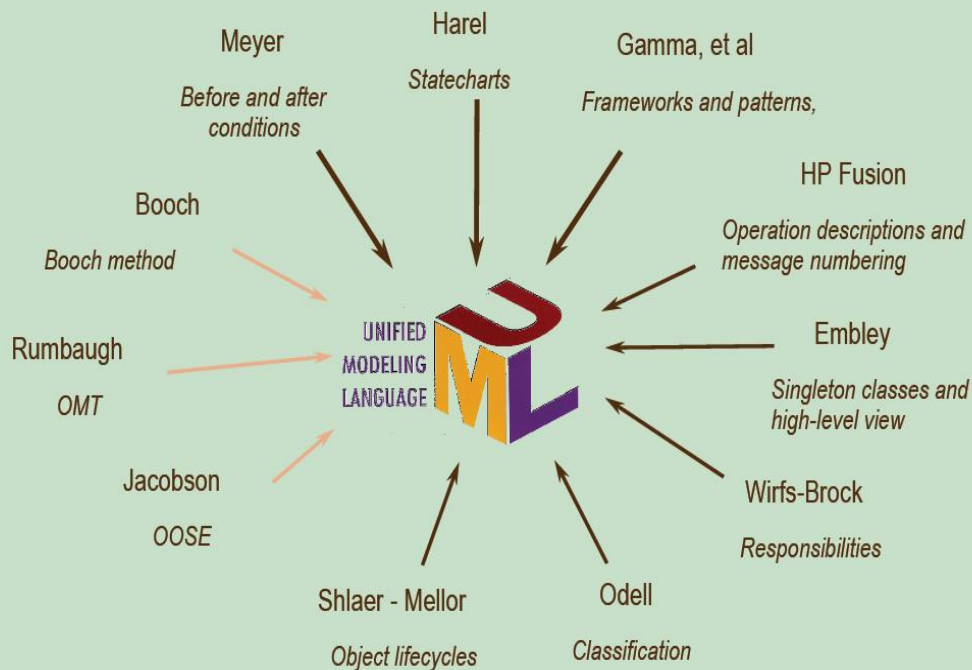 Meyer
Before and after
conditions
Harel
Statecharts
Gamma, et al
Frameworks and patterns,
HP Fusion
Operation descriptions and
message numbering
Booch
Booch method
Embley
Singleton classes and
high-level view
Rumbaugh
OMT
UNIFIED
MODELING
LANGUAGE
UML
Jacobson
OOSE
Wirfs-Brock
Responsibilities
Shlaer - Mellor
Object lifecycles
Odell
Classification